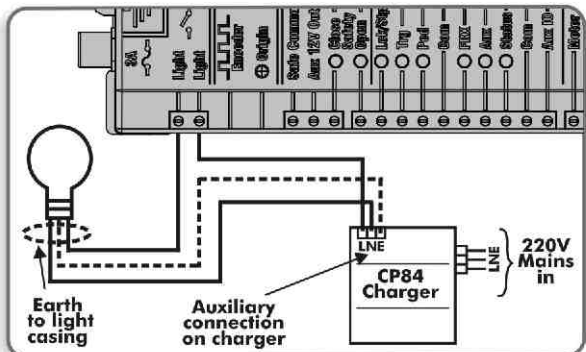 3A
Light
Light
Encoder
Origin
Safe Common
Aux 12V Out
Close
Safety
Open
Lck/Stp
Trg
Ped
Com
FRX
Aux
Status
Com
Aux IO
Motor
LNE
CP84
Charger
LNE
220V
Mains
in
Earth
to light
casing
Auxiliary
connection
on charger